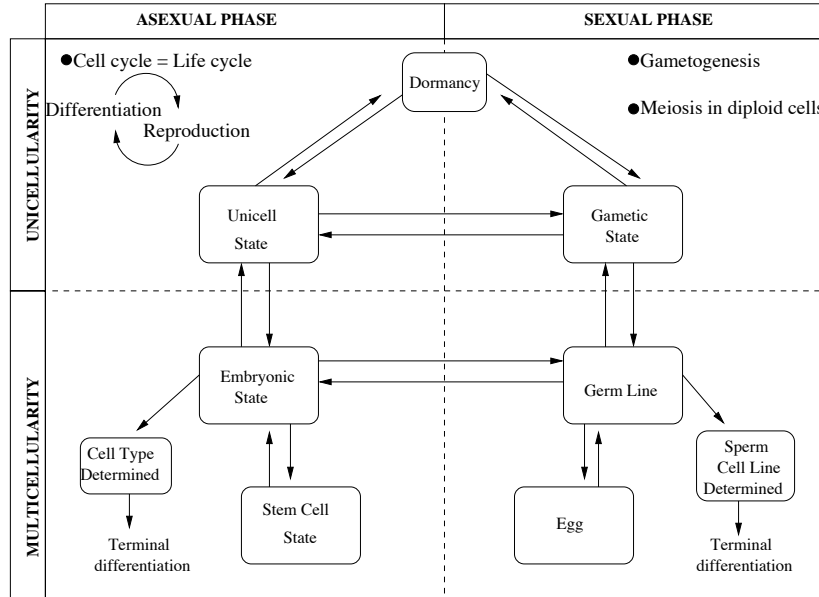 ASEXUAL PHASE
SEXUAL PHASE
UNICELLULARITY
●Cell cycle = Life cycle
Differentiation
Reproduction
Dormancy
●Gametogenesis
●Meiosis in diploid cells
Unicell
State
Gametic
State
MULTICELLULARITY
Embryonic
State
Germ Line
Cell Type
Determined
Stem Cell
State
Egg
Sperm
Cell Line
Determined
Terminal
differentiation
Terminal
differentiation